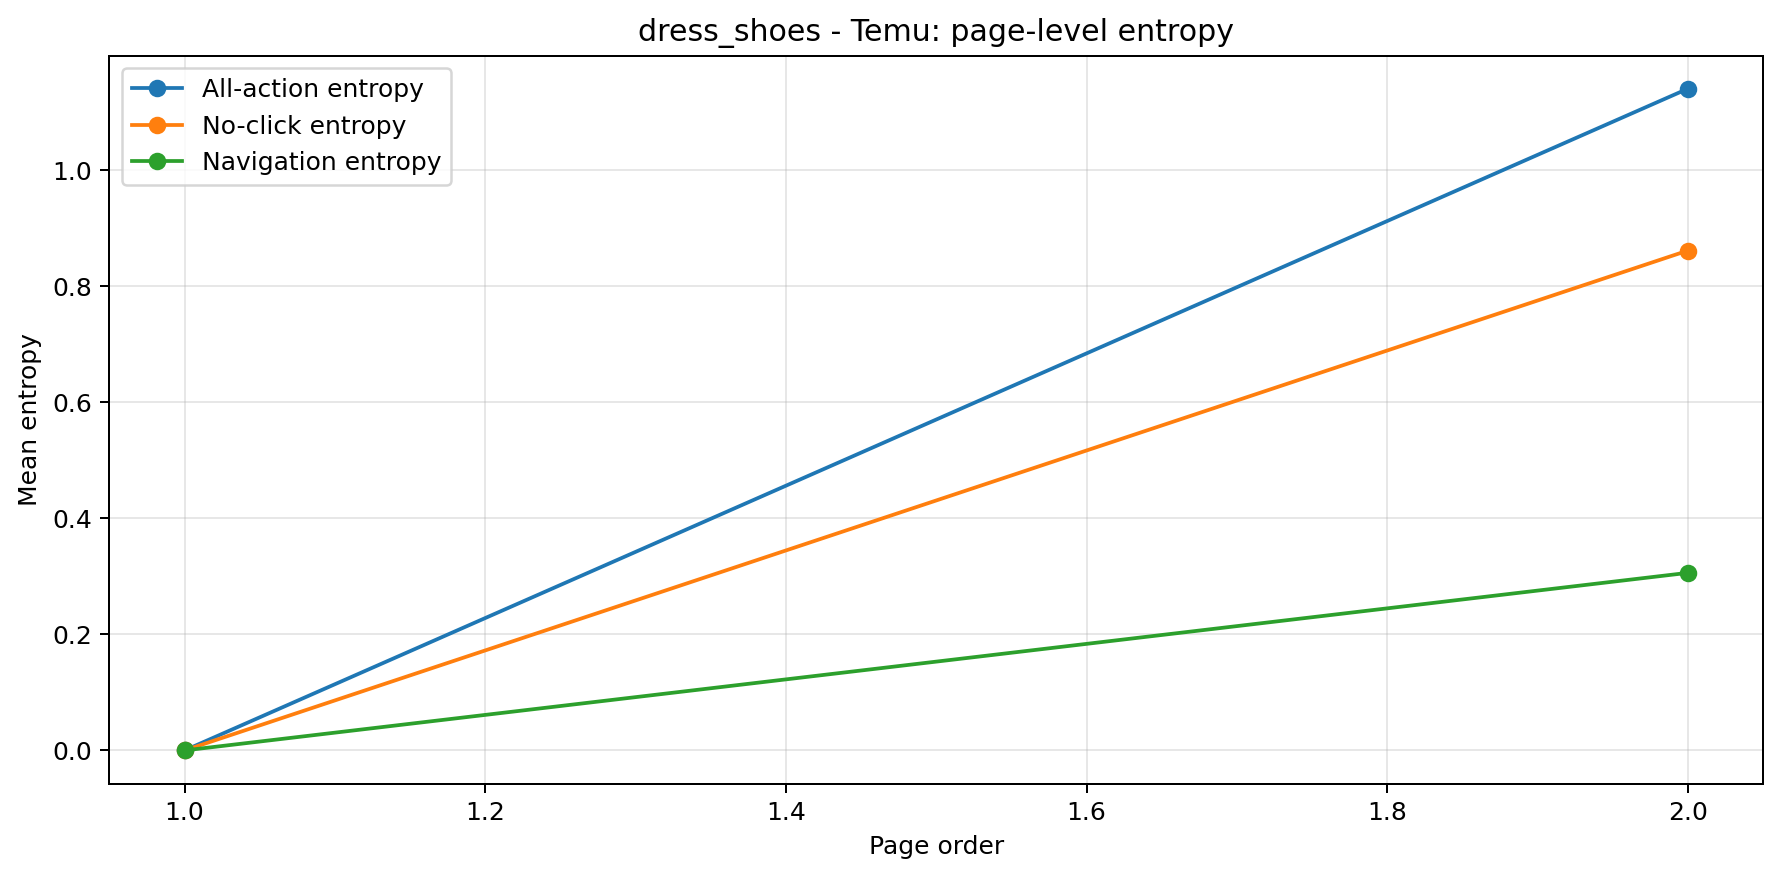 dress_shoes - Temu: page-level entropy
All-action entropy
No-click entropy
Navigation entropy
Mean entropy
1.0
0.8
0.6
0.4
0.2
0.0
1.0 1.2 1.4 1.6 1.8 2.0
Page order